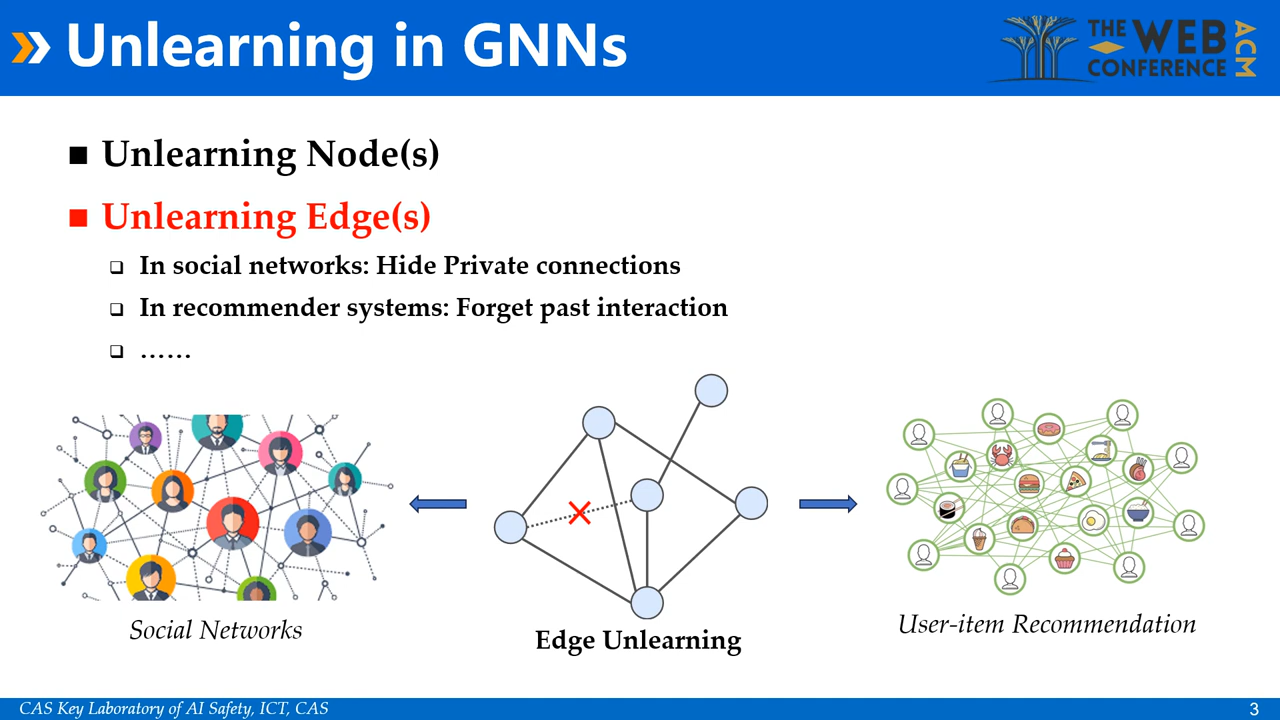 Unlearning in GNNs
THE WEB CONFERENCE ACM
Unlearning Node(s)
Unlearning Edge(s)
In social networks: Hide Private connections
In recommender systems: Forget past interaction
……
Social Networks
Edge Unlearning
User-item Recommendation
CAS Key Laboratory of AI Safety, ICT, CAS
3